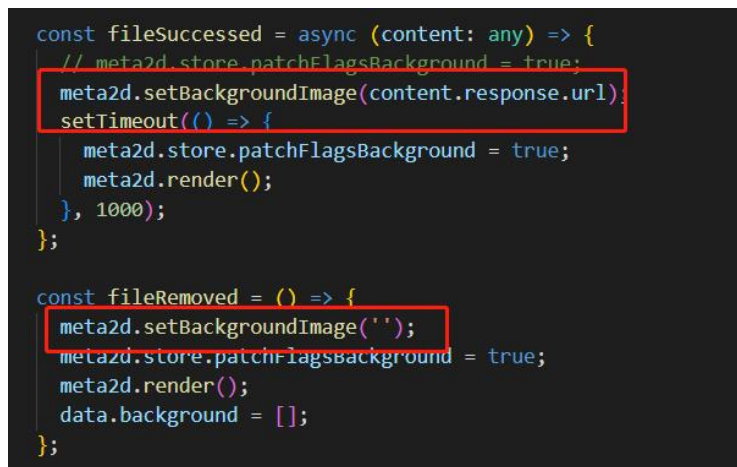 const fileSuccessed = async (content: any) => {
// meta2d.store.patchFlagsBackground = true;
meta2d.setBackgroundImage(content.response.url);
setTimeout(() => {
meta2d.store.patchFlagsBackground = true;
meta2d.render();
}, 1000);
};
const fileRemoved = () => {
meta2d.setBackgroundImage('');
meta2d.store.patchFlagsBackground = true;
meta2d.render();
data.background = [];
};